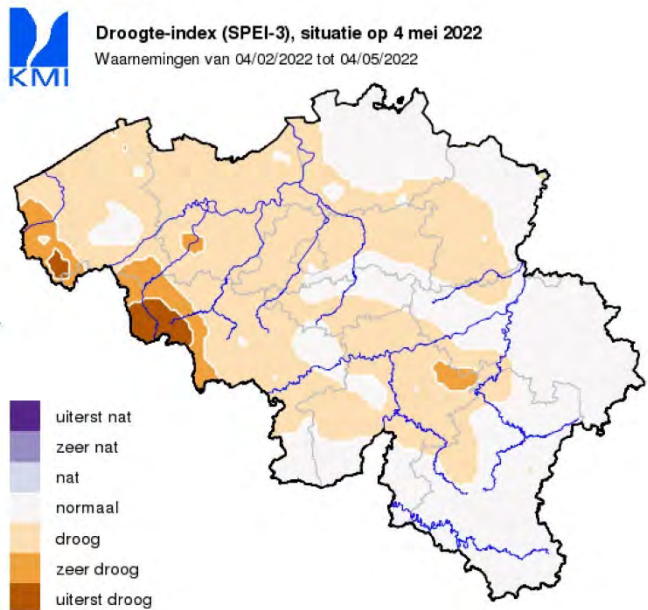 Droogte-index (SPEI-3), situatie op 4 mei 2022
Waarnemingen van 04/02/2022 tot 04/05/2022
KMI
uiterst nat
zeer nat
nat
normaal
droog
zeer droog
uiterst droog